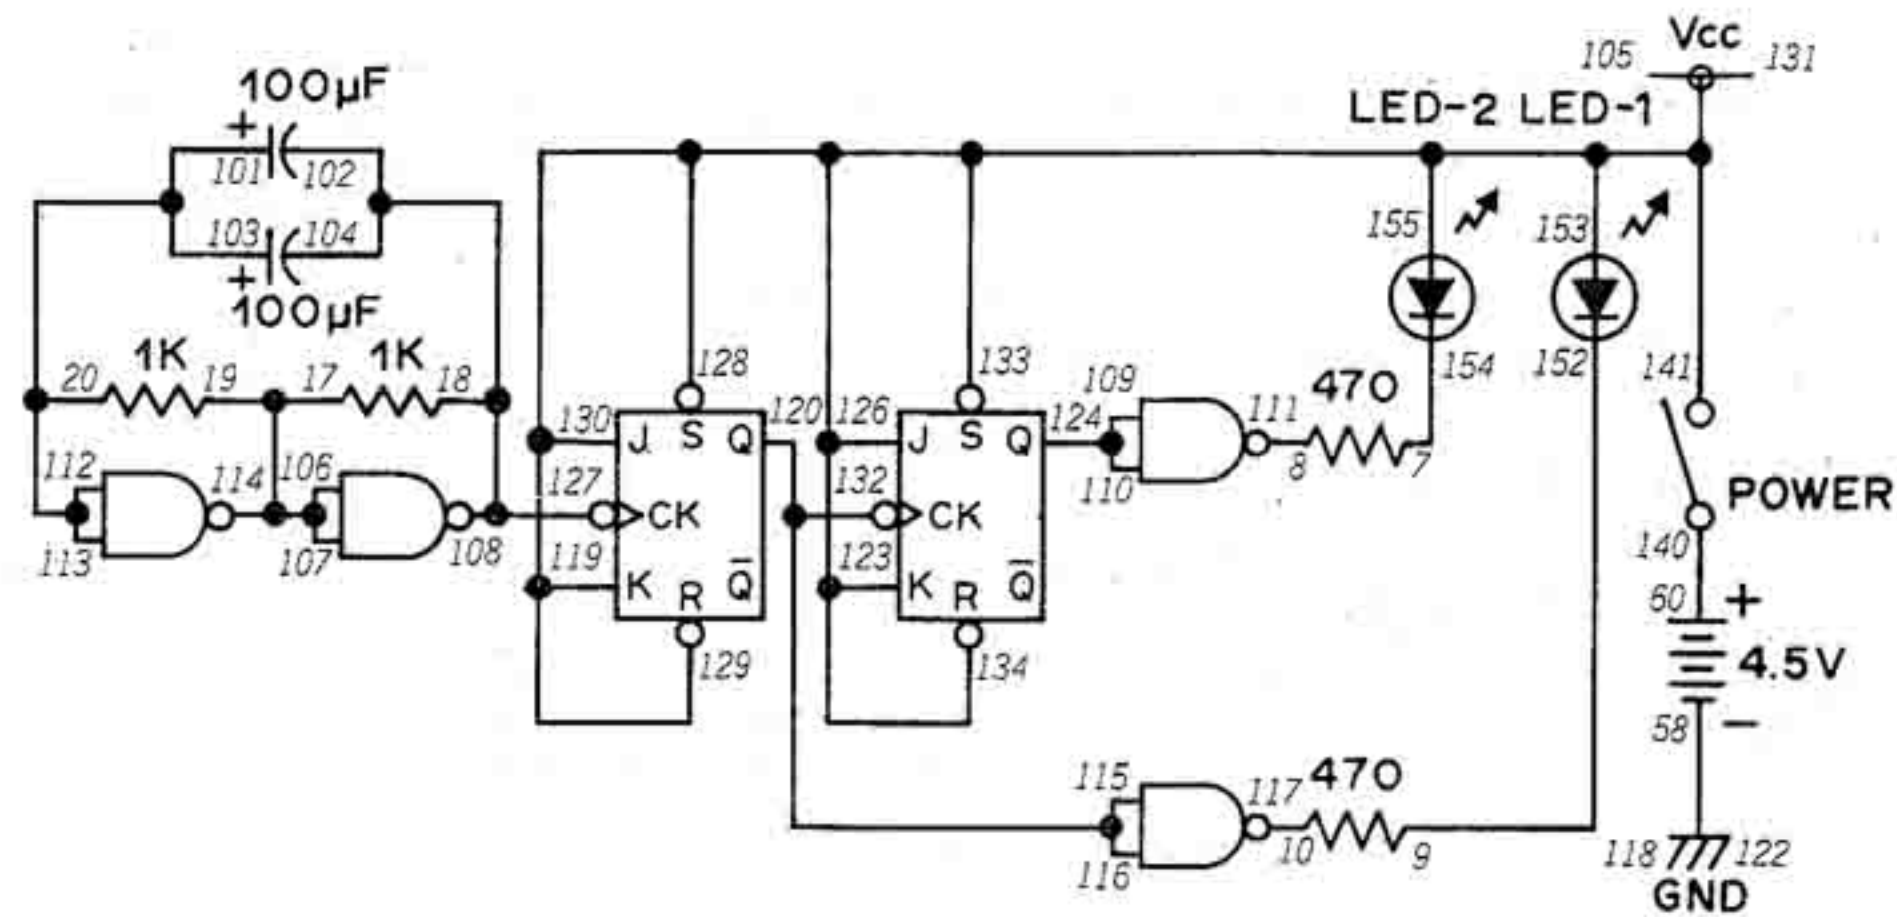 Vcc
105 131
100µF
LED-2 LED-1
+
101 102
103 104
+
100µF
155 153
1K 1K
20 19 17 18
128 133
470
154 152 141
109
130 J S Q 120 126 J S Q 124 111
8 7
112 114 106
127 CK 132 CK
110
POWER
113 107 108
119 K R Q̅ 123 K R Q̅
140
60 +
129 134
4.5V
58 −
115 117 470
116 10 9
118 122
GND